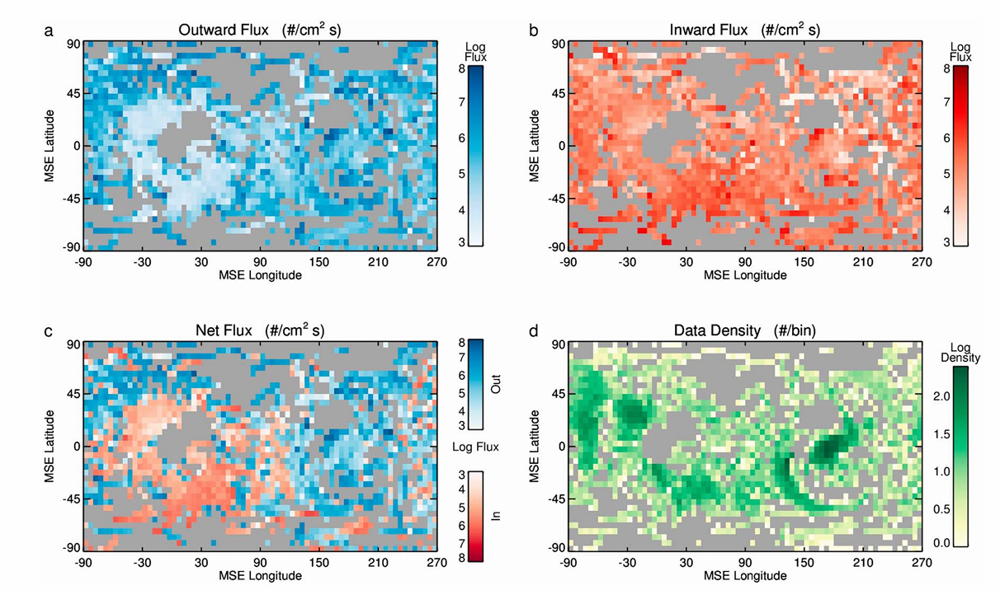 a
Outward Flux (#/cm² s)
90
45
0
-45
-90
MSE Latitude
-90 -30 30 90 150 210 270
MSE Longitude
Log
Flux
8
7
6
5
4
3
b
Inward Flux (#/cm² s)
90
45
0
-45
-90
MSE Latitude
-90 -30 30 90 150 210 270
MSE Longitude
Log
Flux
8
7
6
5
4
3
c
Net Flux (#/cm² s)
90
45
0
-45
-90
MSE Latitude
-90 -30 30 90 150 210 270
MSE Longitude
8
7
6
5
4
3
Out
Log Flux
3
4
5
6
7
8
In
d
Data Density (#/bin)
90
45
0
-45
-90
MSE Latitude
-90 -30 30 90 150 210 270
MSE Longitude
Log
Density
2.0
1.5
1.0
0.5
0.0